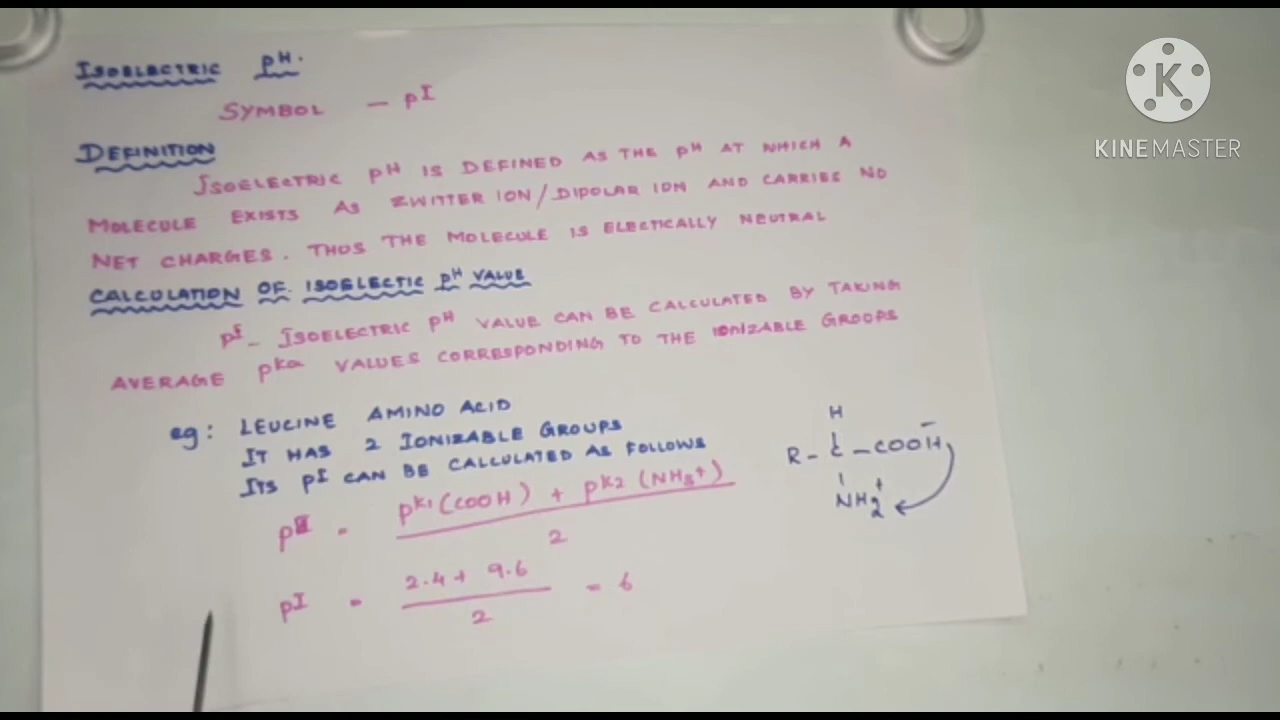 ISOELECTRIC pH.
SYMBOL – pI
DEFINITION
ISOELECTRIC pH IS DEFINED AS THE pH AT WHICH A
MOLECULE EXISTS AS ZWITTER ION/DIPOLAR ION AND CARRIES NO
NET CHARGES. THUS THE MOLECULE IS ELECTICALLY NEUTRAL
CALCULATION OF ISOELECTIC pH VALUE
pI – ISOELECTRIC pH VALUE CAN BE CALCULATED BY TAKING
AVERAGE pKa VALUES CORRESPONDING TO THE IONIZABLE GROUPS
eg: LEUCINE AMINO ACID
IT HAS 2 IONIZABLE GROUPS
ITS pI CAN BE CALCULATED AS FOLLOWS
pI = pK1 (COOH) + pK2 (NH3+)
2
pI = 2.4 + 9.6 = 6
2
H
R – C – COOH –
NH2 +
K
KINEMASTER